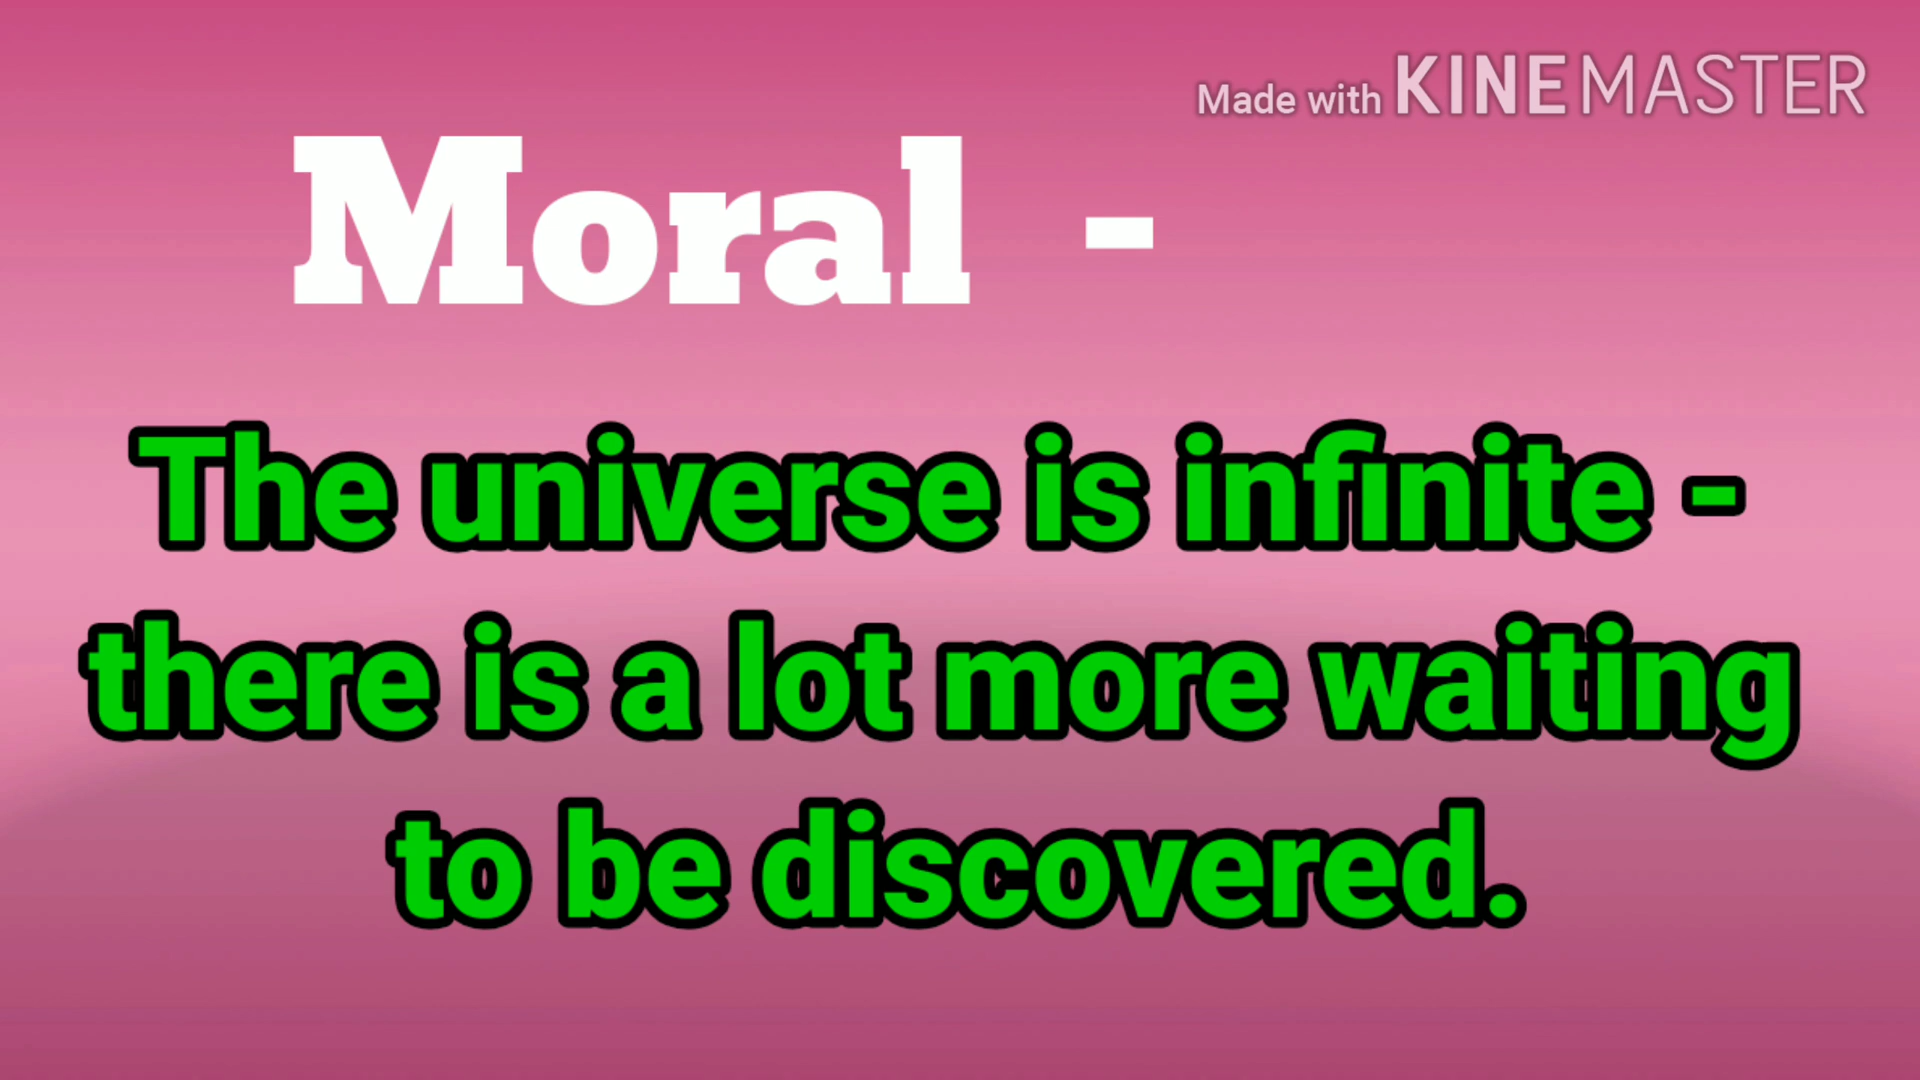 Made with KINEMASTER
Moral -
The universe is infinite -
there is a lot more waiting
to be discovered.